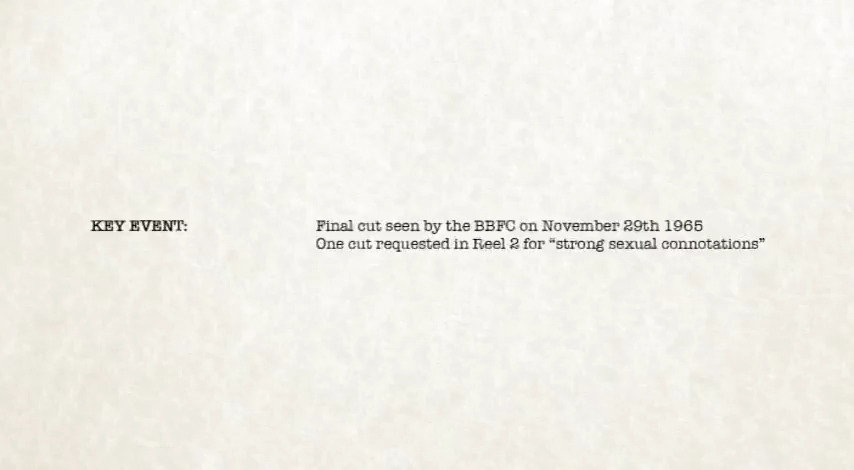 KEY EVENT: Final cut seen by the BBFC on November 29th 1965
One cut requested in Reel 2 for “strong sexual connotations”